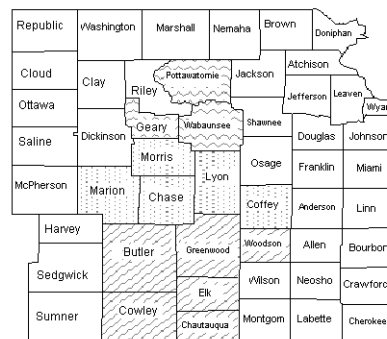 Republic Washington Marshall Nemaha Brown Doniphan
Cloud Clay Riley Pottawatomie Jackson Atchison
Jefferson Leaven
Ottawa Wyan
Geary Wabaunsee Shawnee
Saline Dickinson Douglas Johnson
Morris
Lyon Osage Franklin Miami
McPherson Marion Chase
Coffey Anderson Linn
Harvey
Butler Greenwood Woodson Allen Bourbon
Sedgwick
Elk Wilson Neosho Crawford
Sumner Cowley
Chautauqua Montgom Labette Cherokee